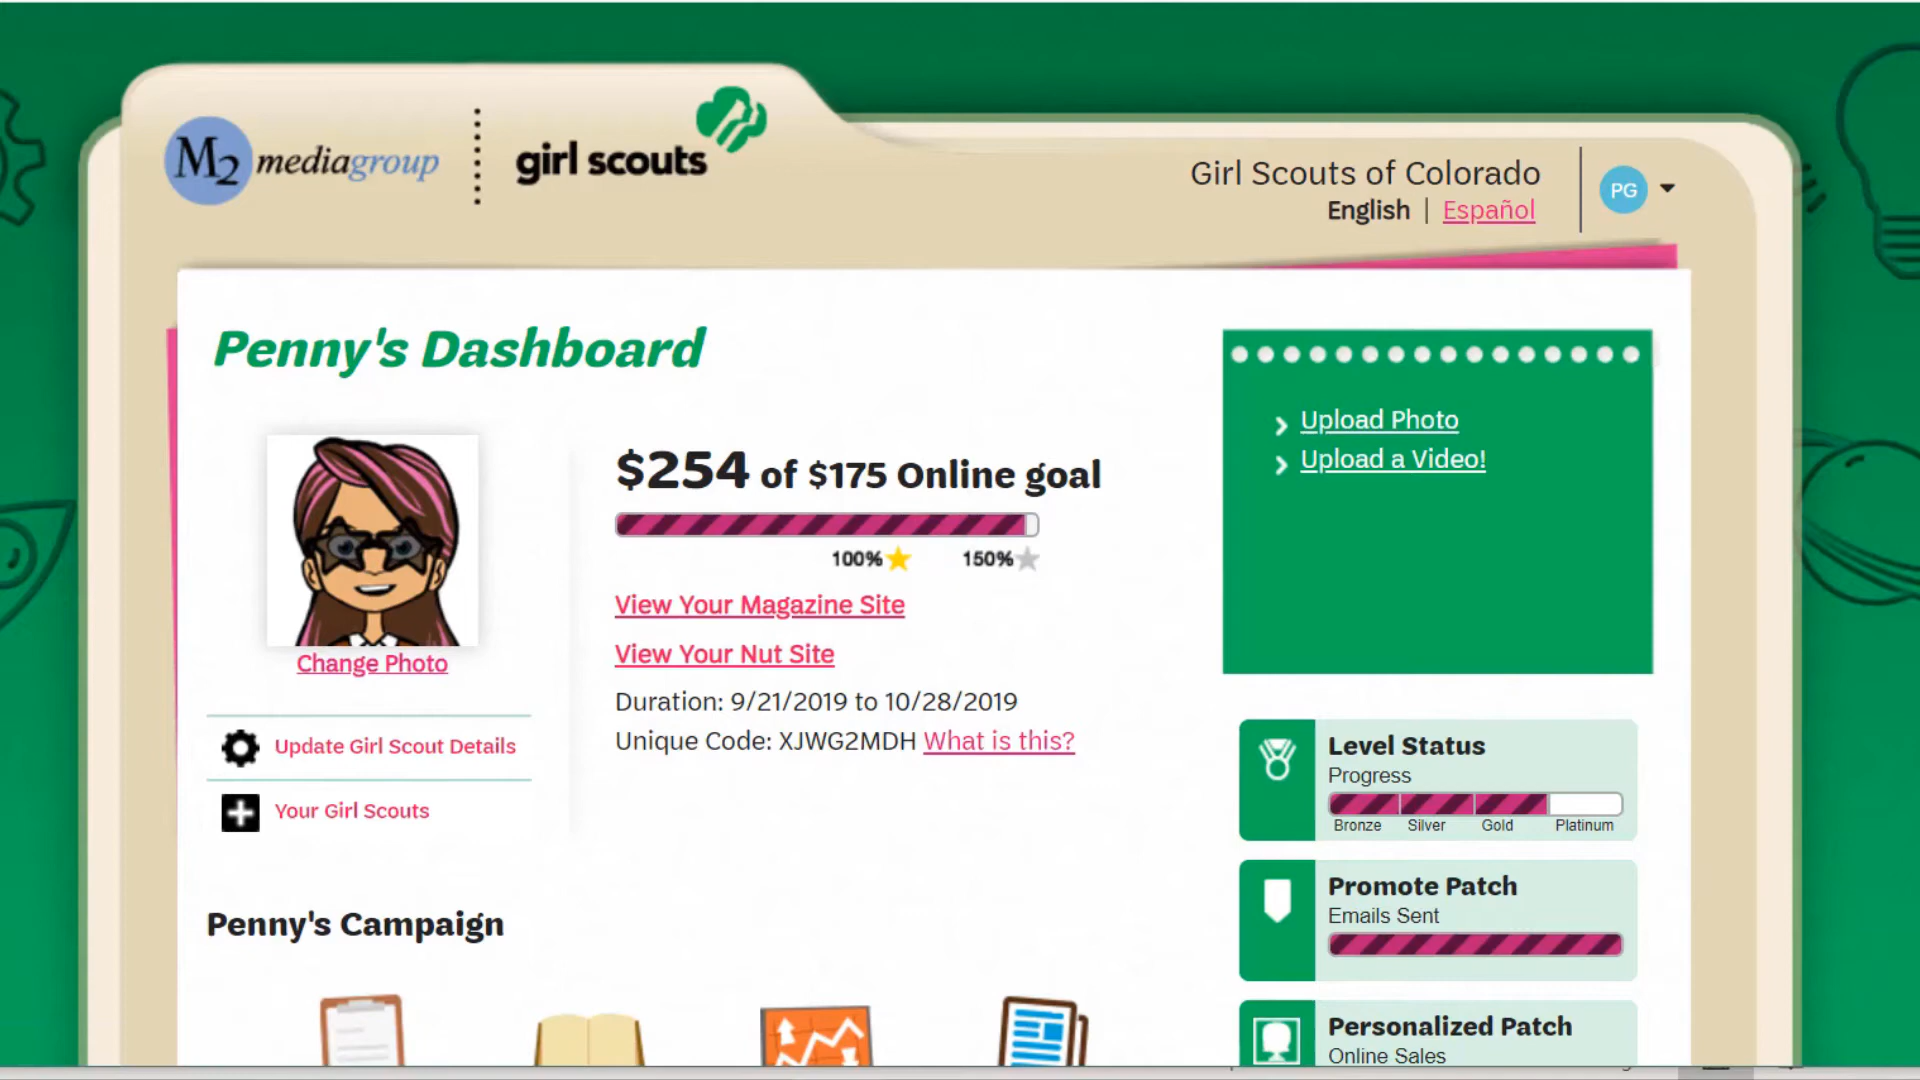 M2 mediagroup
girl scouts
Girl Scouts of Colorado
English | Español
PG
Penny's Dashboard
$254 of $175 Online goal
100%
150%
View Your Magazine Site
View Your Nut Site
Duration: 9/21/2019 to 10/28/2019
Unique Code: XJWG2MDH What is this?
Change Photo
Update Girl Scout Details
Your Girl Scouts
Penny's Campaign
Upload Photo
Upload a Video!
Level Status
Progress
Bronze Silver Gold Platinum
Promote Patch
Emails Sent
Personalized Patch
Online Sales